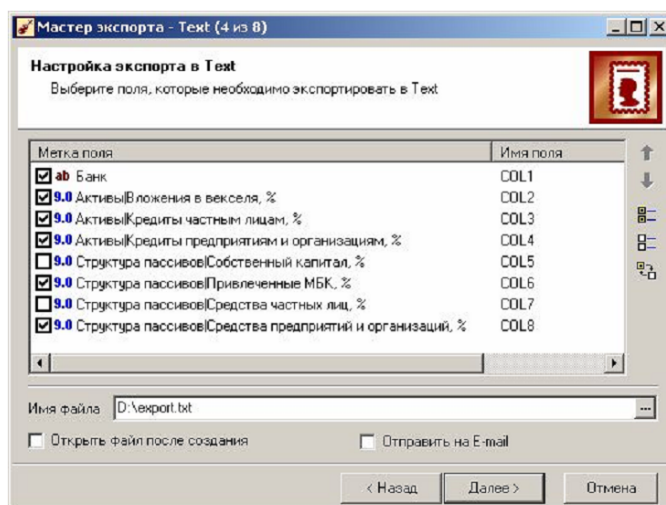 Мастер экспорта - Text (4 из 8)
Настройка экспорта в Text
Выберите поля, которые необходимо экспортировать в Text
Метка поля Имя поля
ab Банк COL1
9.0 Активы|Вложения в векселя, % COL2
9.0 Активы|Кредиты частным лицам, % COL3
9.0 Активы|Кредиты предприятиям и организациям, % COL4
9.0 Структура пассивов|Собственный капитал, % COL5
9.0 Структура пассивов|Привлеченные МБК, % COL6
9.0 Структура пассивов|Средства частных лиц, % COL7
9.0 Структура пассивов|Средства предприятий и организаций, % COL8
Имя файла D:\export.txt ...
Открыть файл после создания Отправить на E-mail
< Назад Далее > Отмена